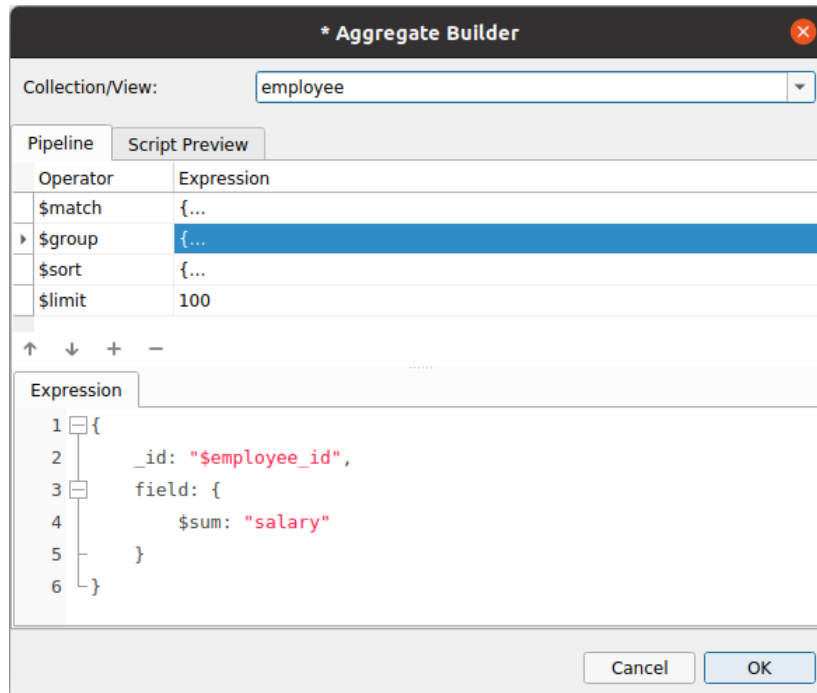 * Aggregate Builder
Collection/View: employee
Pipeline Script Preview
Operator Expression
$match {...
$group {...
$sort {...
$limit 100
Expression
1 {
2 _id: "$employee_id",
3 field: {
4 $sum: "salary"
5 }
6 }
Cancel OK